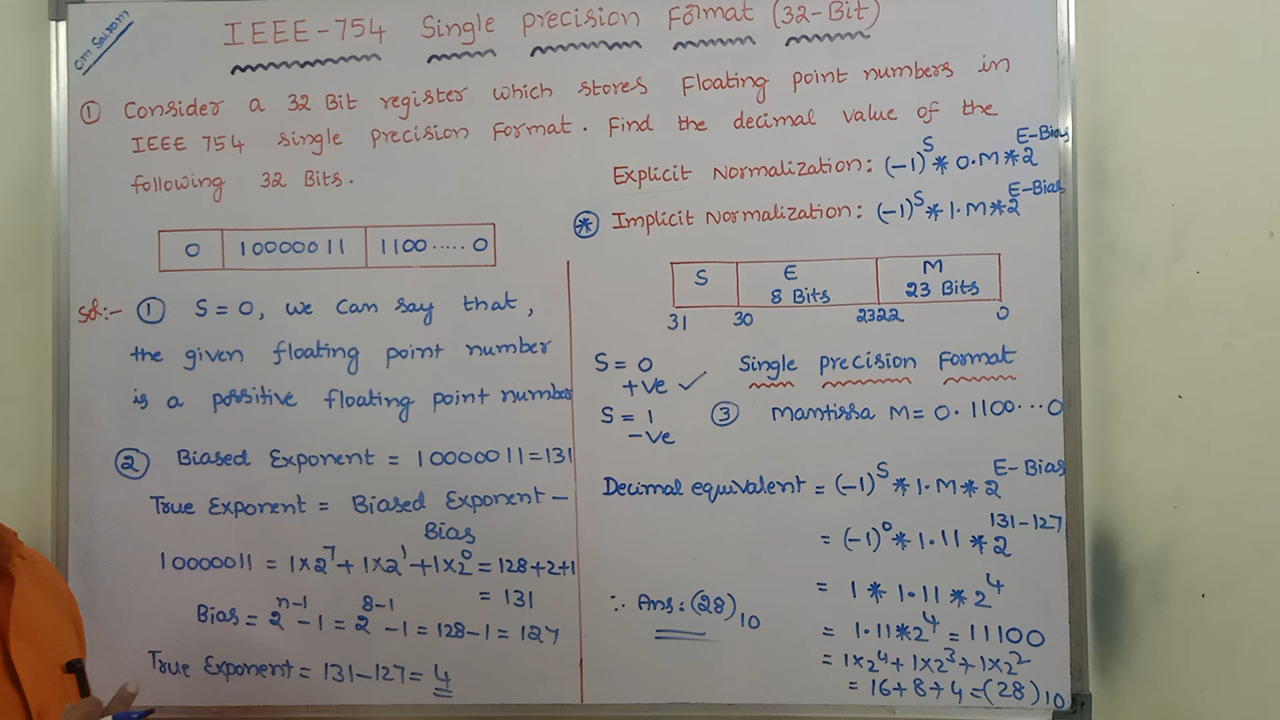 Om Sairam
IEEE-754 Single precision Format (32-Bit)
① Consider a 32 Bit register which stores Floating point numbers in
IEEE 754 single precision Format. Find the decimal value of the
following 32 Bits.
Explicit Normalization: (-1)^S * 0.M * 2^E-Bias
⊛ Implicit Normalization: (-1)^S * 1.M * 2^E-Bias
0 10000011 1100.....0
Sol:- ① S=0, we can say that,
the given floating point number
is a possitive floating point number
② Biased Exponent = 10000011=131
True Exponent = Biased Exponent -
Bias
10000011 = 1×2^7 + 1×2^1 + 1×2^0 = 128+2+1
= 131
Bias = 2^n-1 - 1 = 2^8-1 - 1 = 128-1 = 127
True Exponent = 131-127 = 4
S E M
8 Bits 23 Bits
31 30 23 22 0
S = 0 Single precision Format
+ve ✓
S = 1 ③ Mantissa M = 0.1100...0
-ve
Decimal equivalent = (-1)^S * 1.M * 2^E-Bias
= (-1)^0 * 1.11 * 2^131-127
= 1 * 1.11 * 2^4
= 1.11*2^4 = 11100
= 1×2^4 + 1×2^3 + 1×2^2
= 16+8+4=(28)10
∴ Ans: (28)10